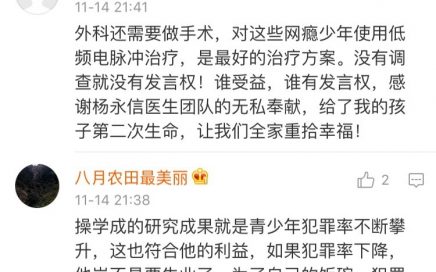 11-14 21:41
外科还需要做手术，对这些网瘾少年使用低
频电脉冲治疗，是最好的治疗方案。没有调
查就没有发言权！谁受益，谁有发言权，感
谢杨永信医生团队的无私奉献，给了我的孩
子第二次生命，让我们全家重拾幸福！
八月农田最美丽
2
11-14 21:38
操学成的研究成果就是青少年犯罪率不断攀
升，这也符合他的利益，如果犯罪率下降，